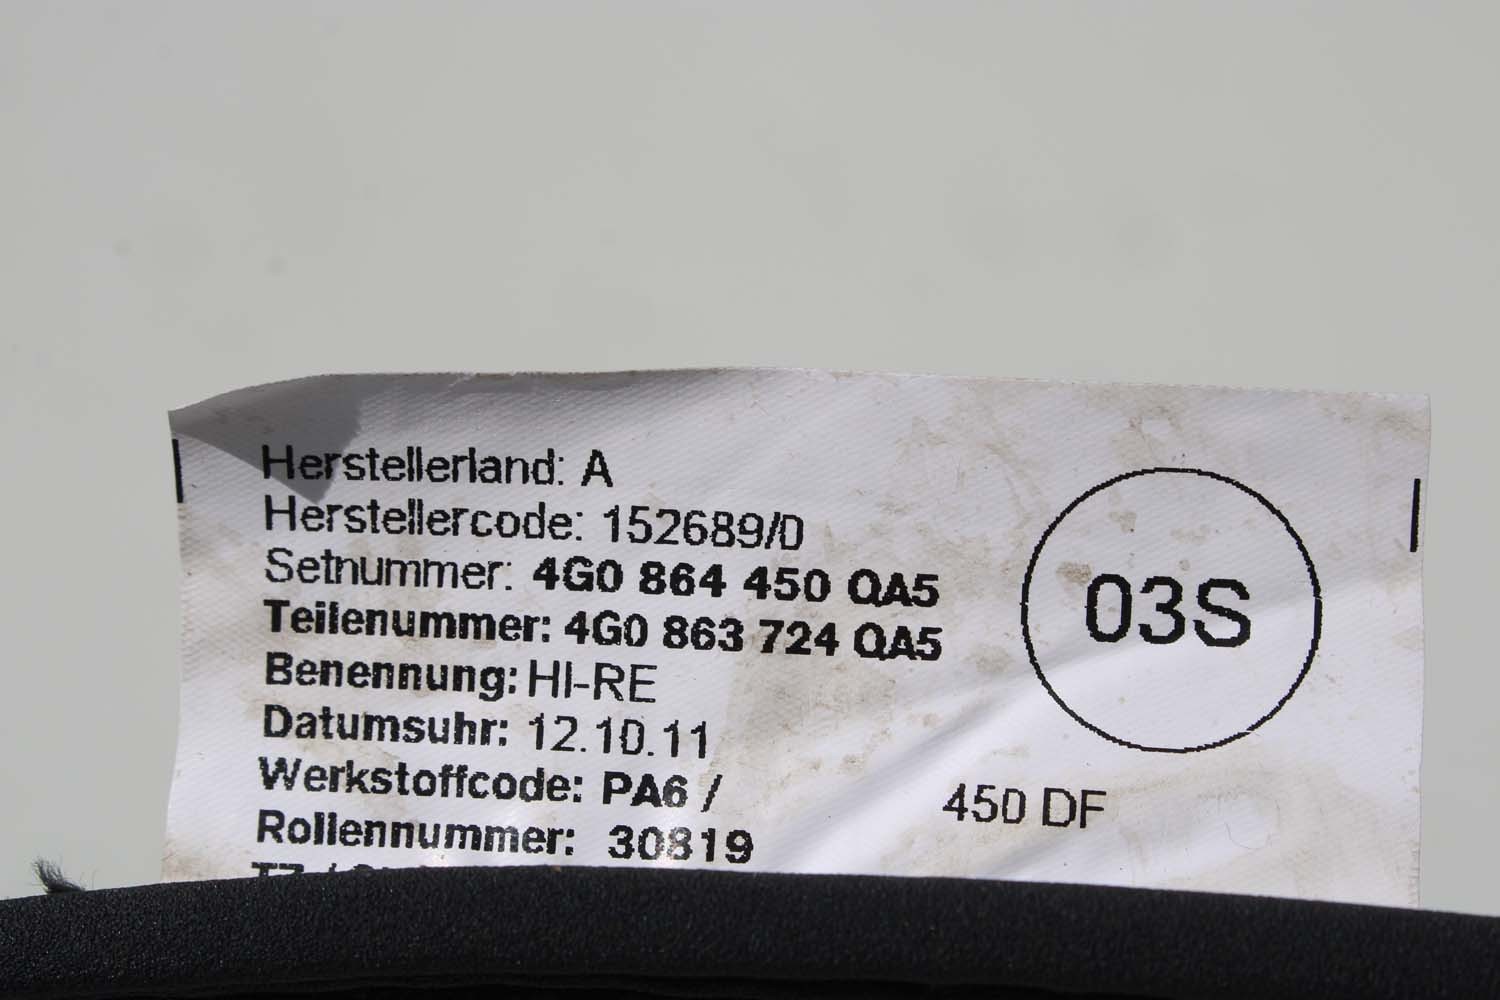 Herstellerland: A
Herstellercode: 152689/0
Setnummer: 4G0 864 450 QA5
Teilenummer: 4G0 863 724 QA5
Benennung: HI-RE
Datumsuhr: 12.10.11
Werkstoffcode: PA6 /
Rollennummer: 30819
03S
450 DF